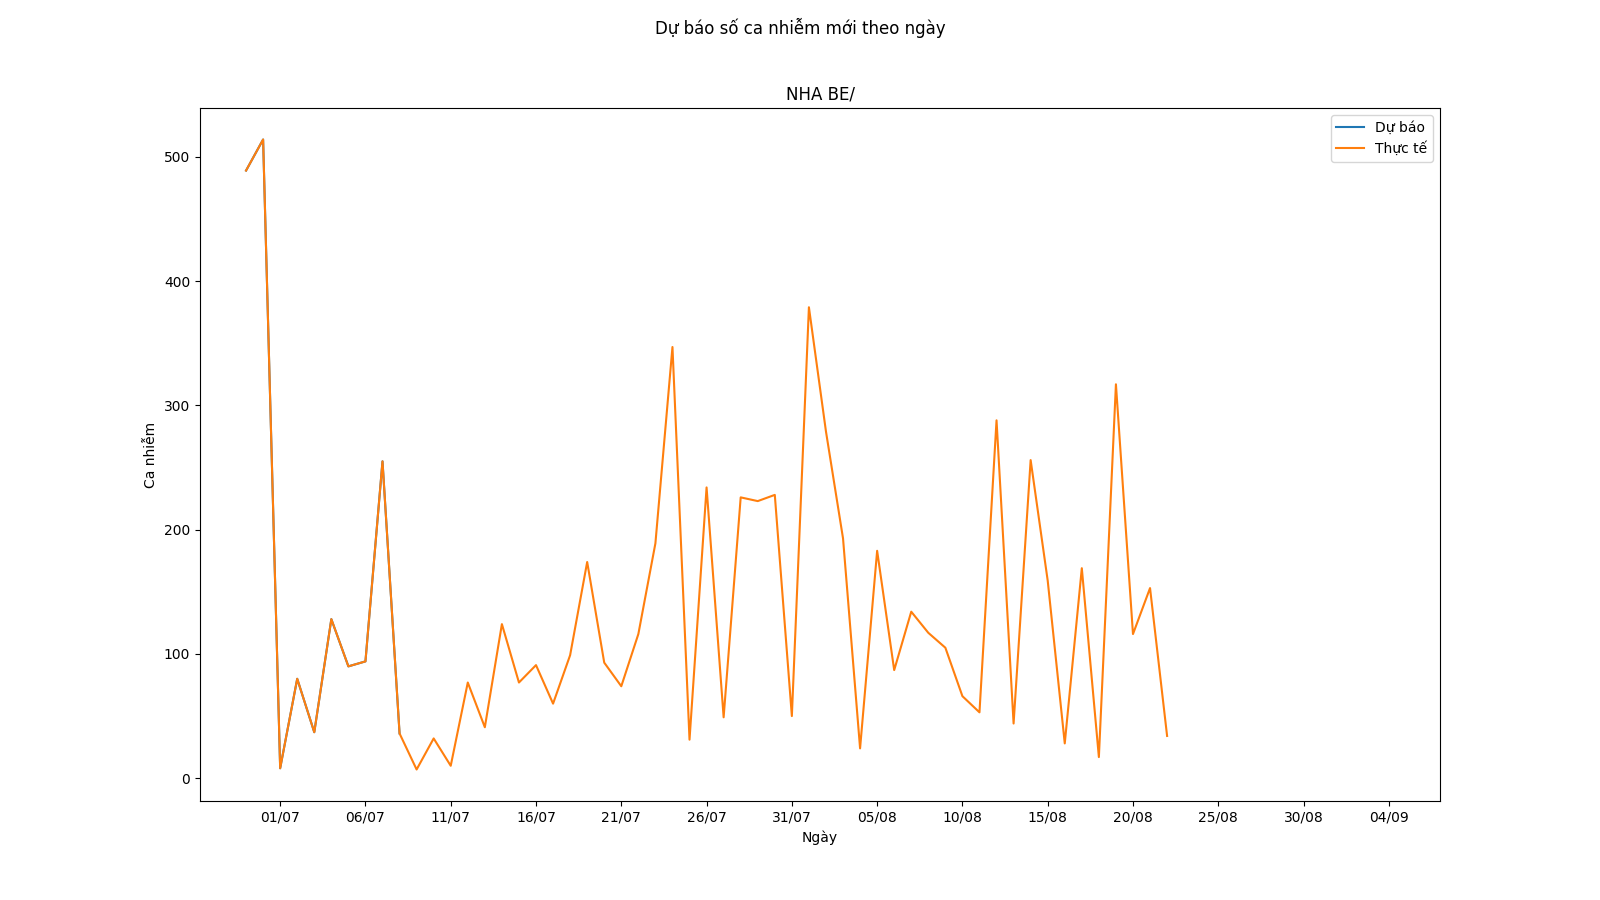 Dự báo số ca nhiễm mới theo ngày
NHA BE/
Dự báo
Thực tế
500
400
300
200
100
0
Ca nhiễm
01/07 06/07 11/07 16/07 21/07 26/07 31/07 05/08 10/08 15/08 20/08 25/08 30/08 04/09
Ngày